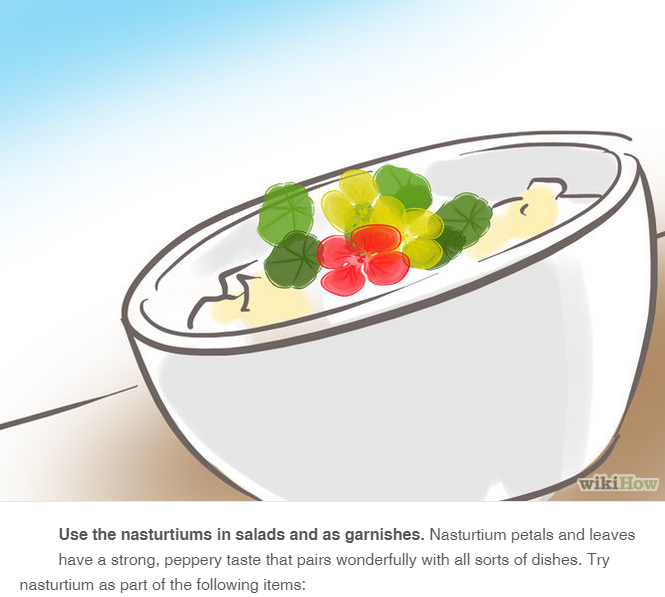 wikiHow
Use the nasturtiums in salads and as garnishes. Nasturtium petals and leaves
have a strong, peppery taste that pairs wonderfully with all sorts of dishes. Try
nasturtium as part of the following items: